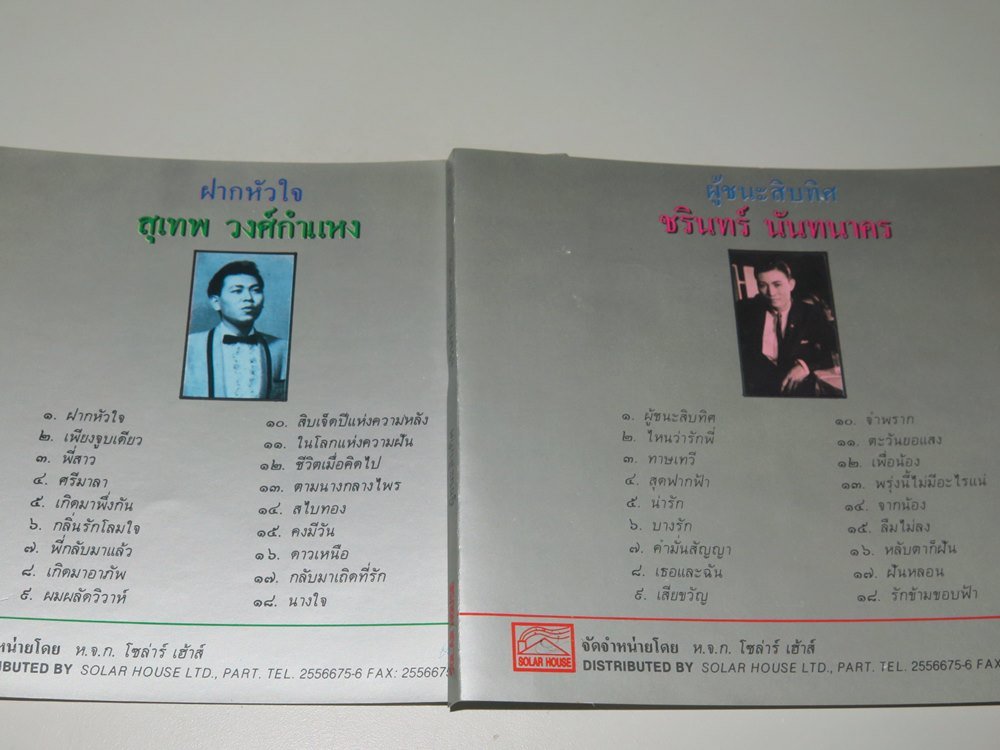 ฝากหัวใจ
สุเทพ วงศ์กำแหง
๑. ฝากหัวใจ
๒. เพียงจูบเดียว
๓. พี่สาว
๔. ศรีมาลา
๕. เกิดมาพึ่งกัน
๖. กลิ่นรักโลมใจ
๗. พี่กลับมาแล้ว
๘. เกิดมาอาภัพ
๙. ผมผลัดวิวาห์
๑๐. สิบเจ็ดปีแห่งความหลัง
๑๑. ในโลกแห่งความฝัน
๑๒. ชีวิตเมื่อคิดไป
๑๓. ตามนางกลางไพร
๑๔. สไบทอง
๑๕. คงมีวัน
๑๖. ดาวเหนือ
๑๗. กลับมาเถิดที่รัก
๑๘. นางใจ
หน่ายโดย ห.จ.ก. โซล่าร์ เฮ้าส์
IBUTED BY SOLAR HOUSE LTD., PART. TEL. 2556675-6 FAX: 2556675
ผู้ชนะสิบทิศ
ชรินทร์ นันทนาคร
๑. ผู้ชนะสิบทิศ
๒. ไหนว่ารักพี่
๓. ทาษเทวี
๔. สุดฟากฟ้า
๕. น่ารัก
๖. บางรัก
๗. คำมั่นสัญญา
๘. เธอและฉัน
๙. เสียขวัญ
๑๐. จำพราก
๑๑. ตะวันยอแสง
๑๒. เพื่อน้อง
๑๓. พรุ่งนี้ไม่มีอะไรแน่
๑๔. จากน้อง
๑๕. ลืมไม่ลง
๑๖. หลับตาก็ฝัน
๑๗. ฝันหลอน
๑๘. รักข้ามขอบฟ้า
SOLAR HOUSE
จัดจำหน่ายโดย ห.จ.ก. โซล่าร์ เฮ้าส์
DISTRIBUTED BY SOLAR HOUSE LTD., PART. TEL. 2556675-6 FAX: